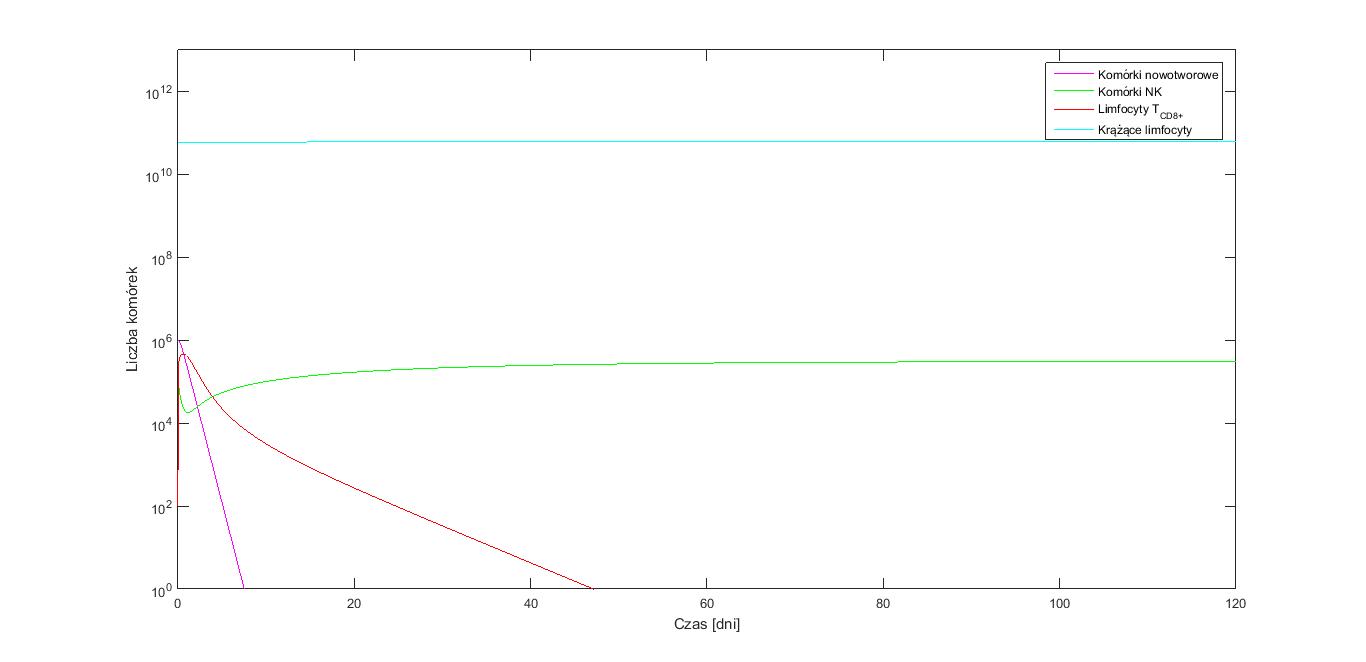 Komórki nowotworowe
Komórki NK
Limfocyty T CD8+
Krążące limfocyty
10^12
10^10
10^8
10^6
10^4
10^2
10^0
Liczba komórek
0 20 40 60 80 100 120
Czas [dni]